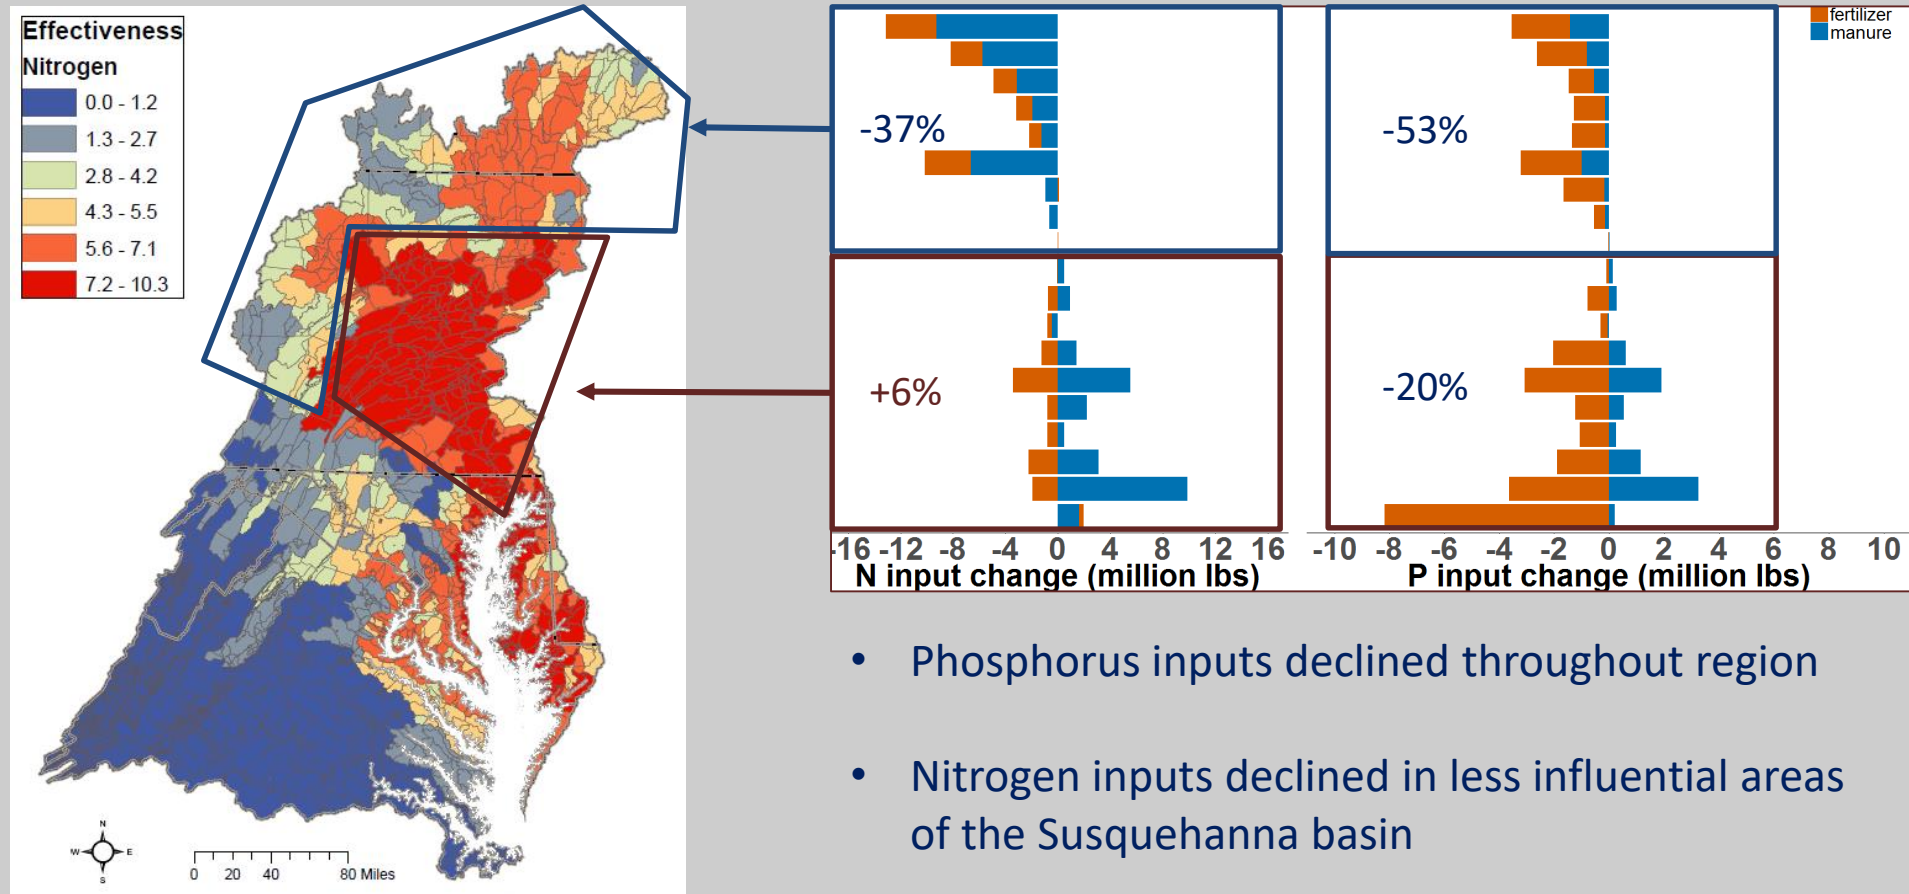 Effectiveness
Nitrogen
0.0 - 1.2
1.3 - 2.7
2.8 - 4.2
4.3 - 5.5
5.6 - 7.1
7.2 - 10.3
N
W E
S
0 20 40 80 Miles
fertilizer
manure
-37%
-53%
+6%
-20%
-16 -12 -8 -4 0 4 8 12 16
N input change (million lbs)
-10 -8 -6 -4 -2 0 2 4 6 8 10
P input change (million lbs)
• Phosphorus inputs declined throughout region
• Nitrogen inputs declined in less influential areas
of the Susquehanna basin